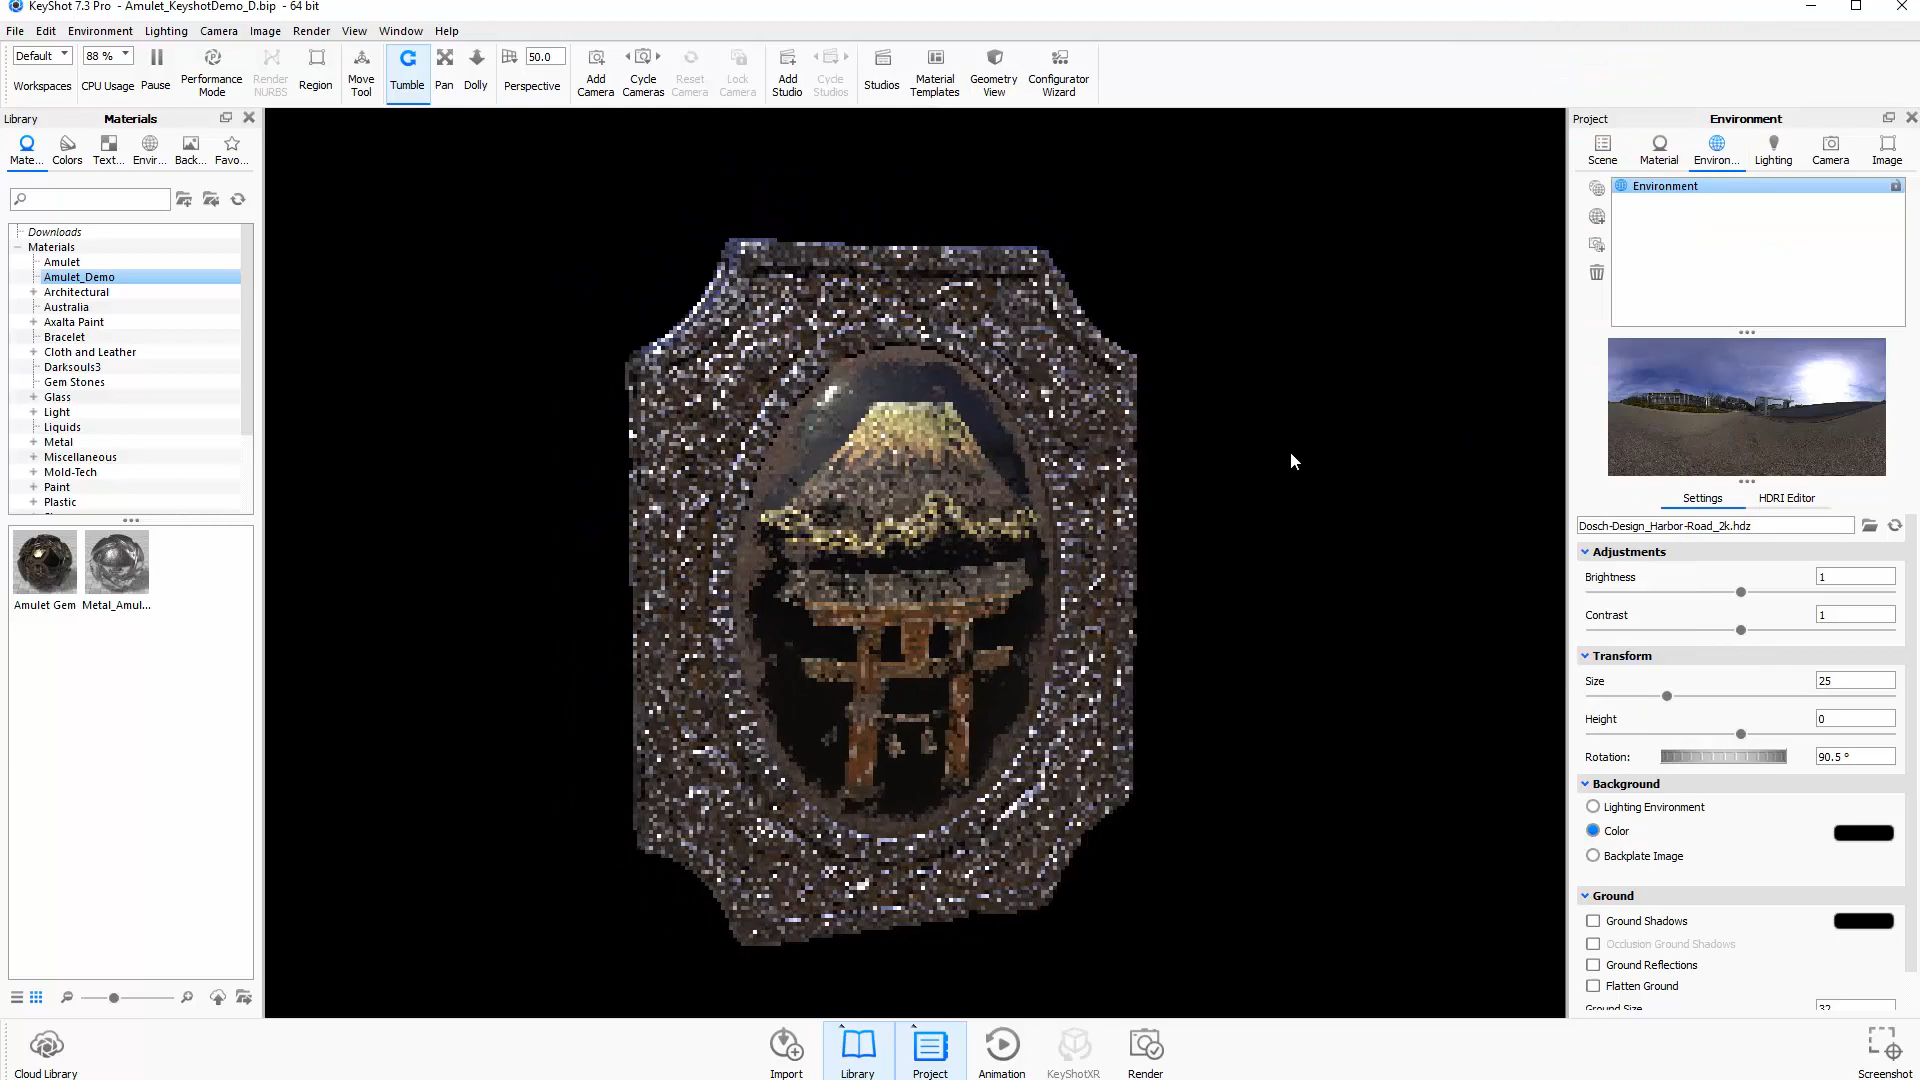 KeyShot 7.3 Pro - Amulet_KeyshotDemo_D.bip - 64 bit
File Edit Environment Lighting Camera Image Render View Window Help
Default 88 % 50.0
Workspaces CPU Usage Pause Performance Mode Render NURBS Region Move Tool Tumble Pan Dolly Perspective Add Camera Cycle Cameras Reset Camera Lock Camera Add Studio Cycle Studios Studios Material Templates Geometry View Configurator Wizard
Library Materials
Mate... Colors Text... Envir... Back... Favo...
Downloads
Materials
Amulet
Amulet_Demo
Architectural
Australia
Axalta Paint
Bracelet
Cloth and Leather
Darksouls3
Gem Stones
Glass
Light
Liquids
Metal
Miscellaneous
Mold-Tech
Paint
Plastic
Amulet Gem Metal_Amul...
Project Environment
Scene Material Environ... Lighting Camera Image
Environment
Settings HDRI Editor
Dosch-Design_Harbor-Road_2k.hdz
Adjustments
Brightness 1
Contrast 1
Transform
Size 25
Height 0
Rotation: 90.5 °
Background
Lighting Environment
Color
Backplate Image
Ground
Ground Shadows
Occlusion Ground Shadows
Ground Reflections
Flatten Ground
Ground Size 32
Cloud Library Import Library Project Animation KeyShotXR Render Screenshot